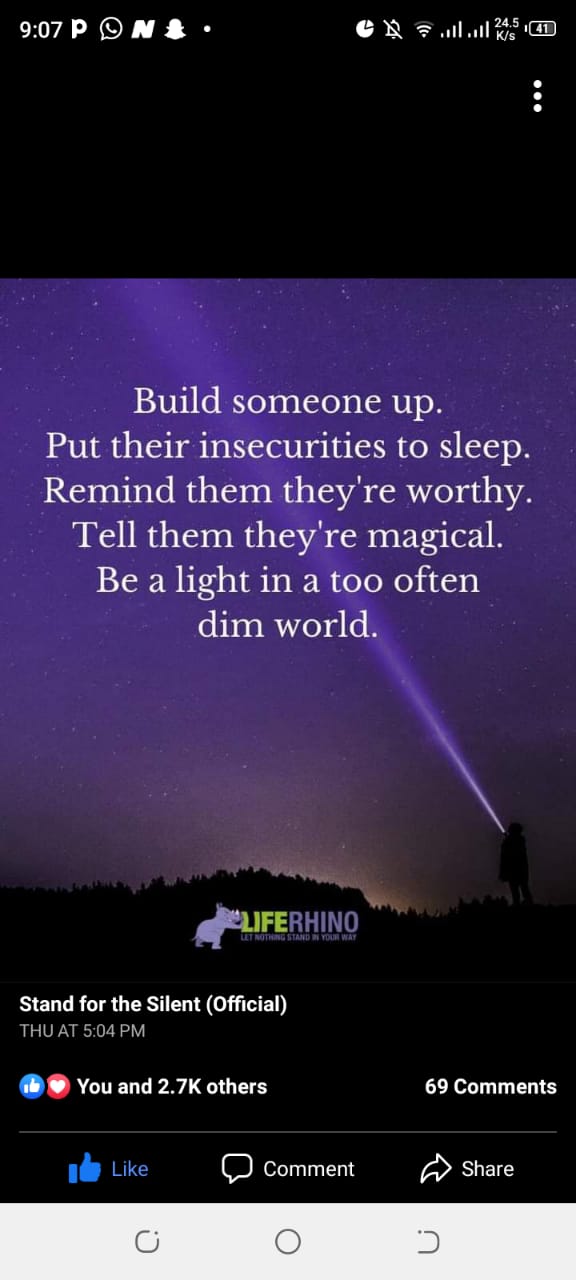 9:07 P N 24.5 K/s 41
Build someone up.
Put their insecurities to sleep.
Remind them they're worthy.
Tell them they're magical.
Be a light in a too often
dim world.
LIFERHINO
LET NOTHING STAND IN YOUR WAY
Stand for the Silent (Official)
THU AT 5:04 PM
You and 2.7K others 69 Comments
Like Comment Share